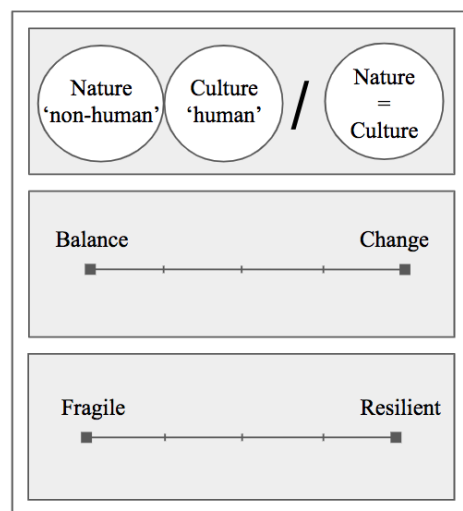 Nature
‘non-human’
Culture
‘human’
/
Nature
=
Culture
Balance
Change
Fragile
Resilient